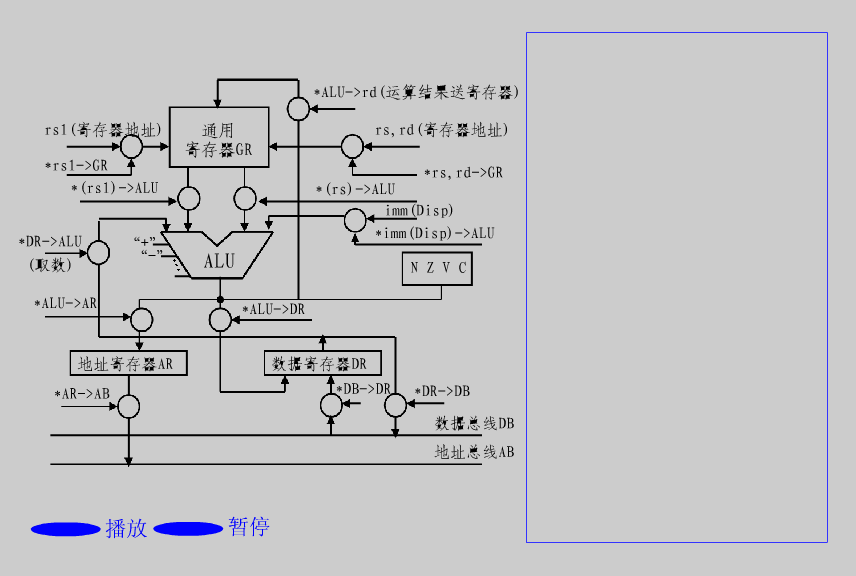 *ALU->rd(运算结果送寄存器)
rs1(寄存器地址)
通用
寄存器GR
rs,rd(寄存器地址)
*rs1->GR
*rs,rd->GR
*(rs1)->ALU
*(rs)->ALU
imm(Disp)
*imm(Disp)->ALU
*DR->ALU
(取数)
“+”
“-”
ALU
N Z V C
*ALU->AR
*ALU->DR
地址寄存器AR
数据寄存器DR
*AR->AB
*DB->DR
*DR->DB
数据总线DB
地址总线AB
播放
暂停